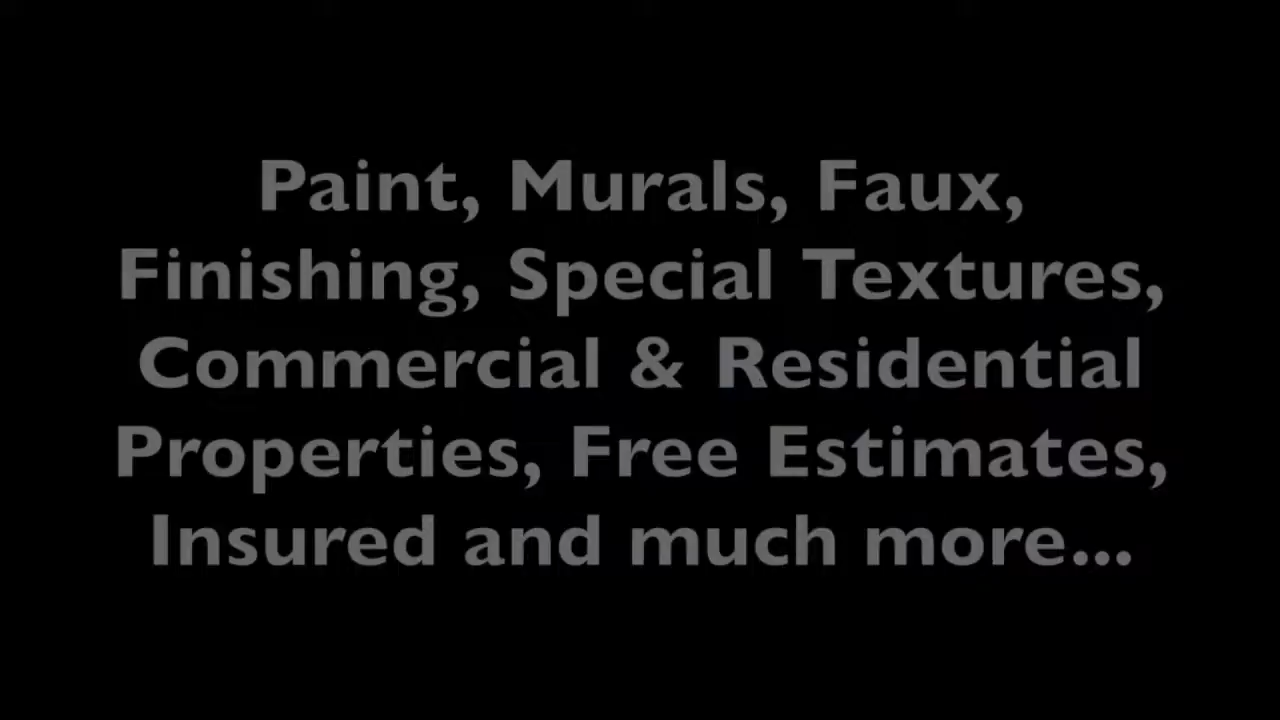 Paint, Murals, Faux,
Finishing, Special Textures,
Commercial & Residential
Properties, Free Estimates,
Insured and much more...